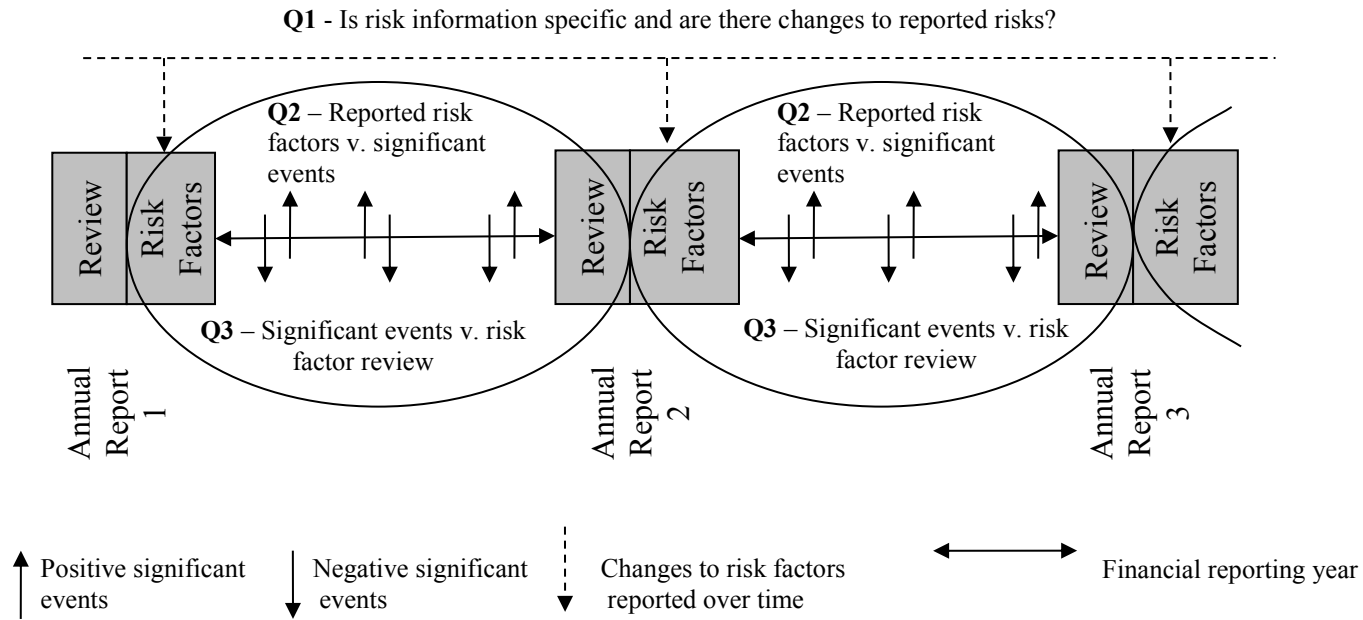 Q1 - Is risk information specific and are there changes to reported risks?
Q2 – Reported risk
factors v. significant
events
Q2 – Reported risk
factors v. significant
events
Review
Risk
Factors
Review
Risk
Factors
Review
Risk
Factors
Q3 – Significant events v. risk
factor review
Q3 – Significant events v. risk
factor review
Annual
Report
1
Annual
Report
2
Annual
Report
3
Positive significant
events
Negative significant
events
Changes to risk factors
reported over time
Financial reporting year